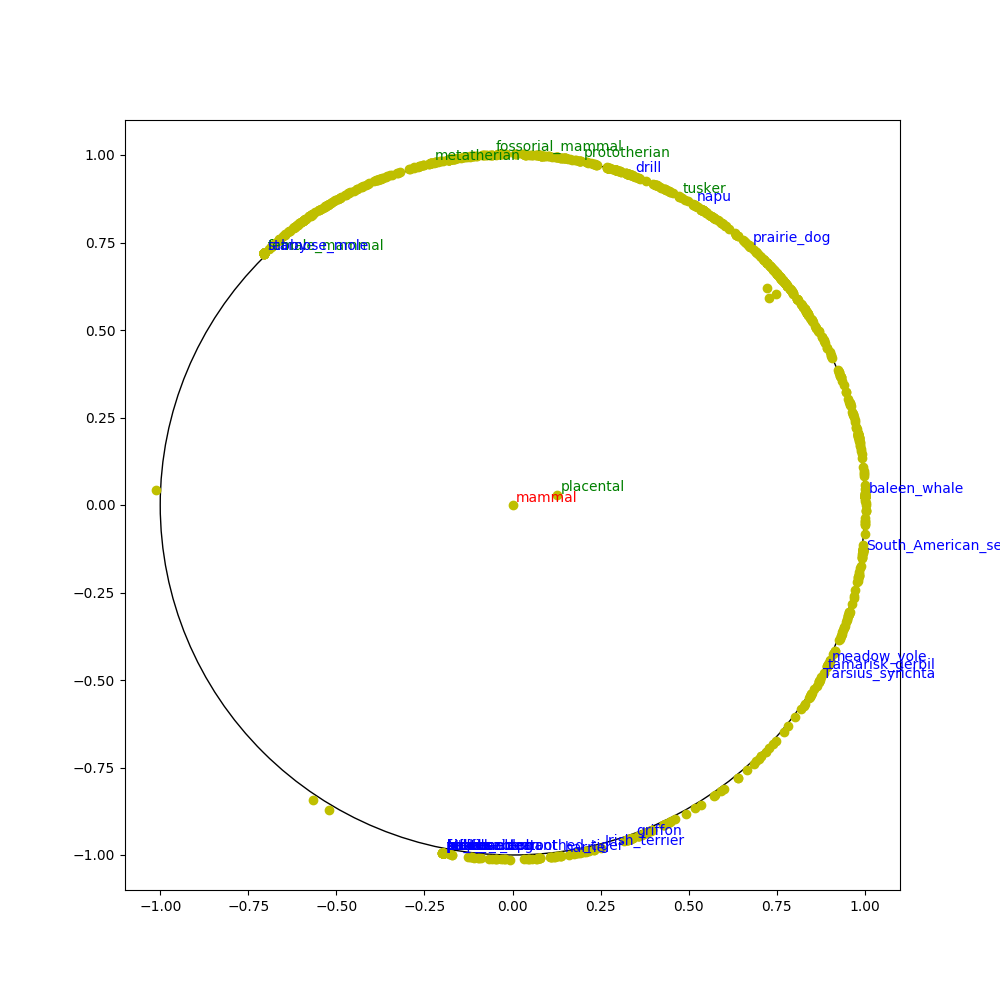 1.00
fossorial_mammal
metatherian
prototherian
drill
tusker
napu
0.75
prairie_dog
0.50
0.25
placental
0.00
mammal
baleen_whale
South_American_se
−0.25
meadow_vole
−0.50
tamarisk_gerbil
Tarsius_syrichta
−0.75
griffon
Irish_terrier
−1.00
−1.00 −0.75 −0.50 −0.25 0.00 0.25 0.50 0.75 1.00